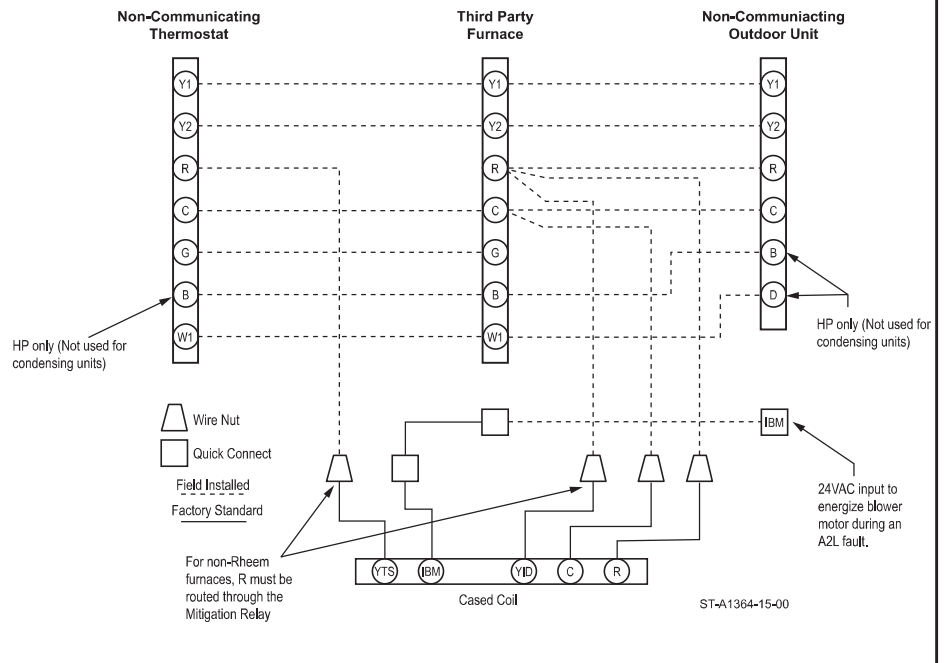 Non-Communicating
Thermostat
Third Party
Furnace
Non-Communiacting
Outdoor Unit
Y1
Y1
Y1
Y2
Y2
Y2
R
R
R
C
C
C
G
G
B
B
B
D
W1
W1
HP only (Not used for
condensing units)
HP only (Not used for
condensing units)
Wire Nut
Quick Connect
Field Installed
Factory Standard
IBM
24VAC input to
energize blower
motor during an
A2L fault.
For non-Rheem
furnaces, R must be
routed through the
Mitigation Relay
YTS
IBM
YID
C
R
Cased Coil
ST-A1364-15-00